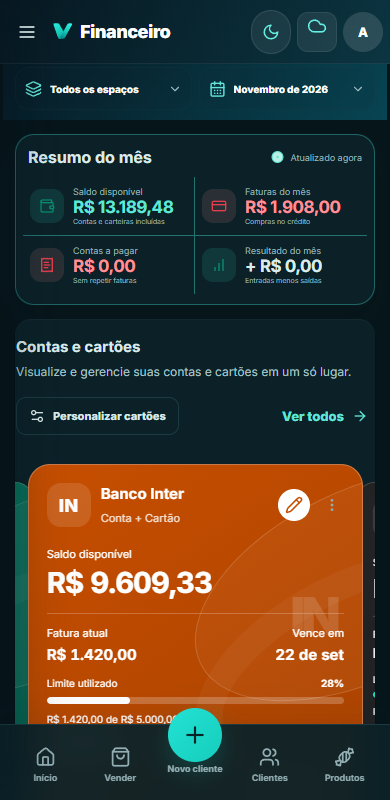 Financeiro
A
Todos os espaços
Novembro de 2026
Resumo do mês
Atualizado agora
Saldo disponível
R$ 13.189,48
Contas e carteiras incluídas
Faturas do mês
R$ 1.908,00
Compras no crédito
Contas a pagar
R$ 0,00
Sem repetir faturas
Resultado do mês
+ R$ 0,00
Entradas menos saídas
Contas e cartões
Visualize e gerencie suas contas e cartões em um só lugar.
Personalizar cartões
Ver todos
IN
Banco Inter
Conta + Cartão
Saldo disponível
R$ 9.609,33
IN
Fatura atual
Vence em
R$ 1.420,00
22 de set
Limite utilizado
28%
R$ 1.420,00 de R$ 5.000,00
Início
Vender
Novo cliente
Clientes
Produtos